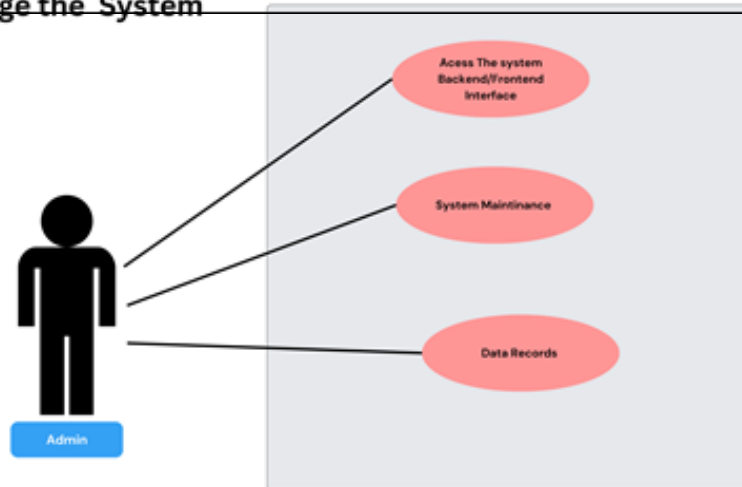 ge the System
Acess The system
Backend/Frontend
Interface
System Maintinance
Data Records
Admin